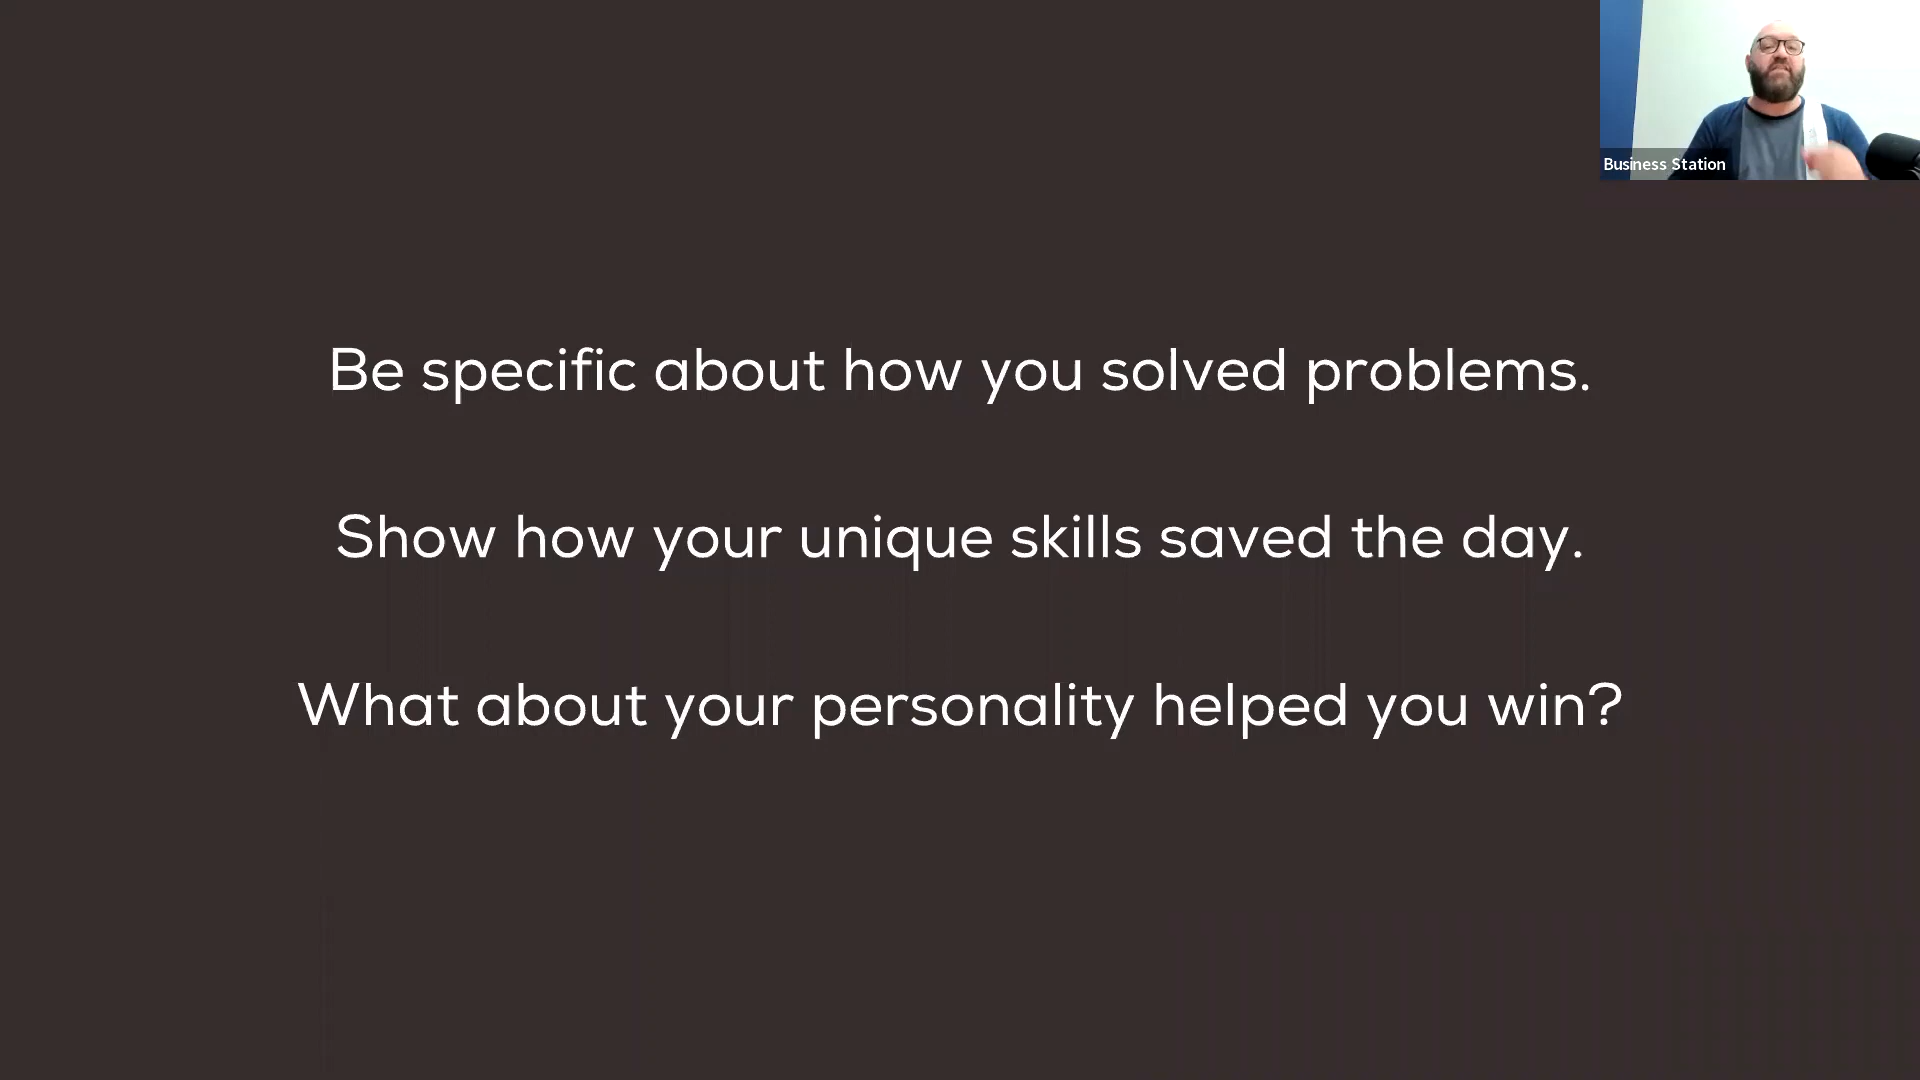 Business Station
Be specific about how you solved problems.
Show how your unique skills saved the day.
What about your personality helped you win?